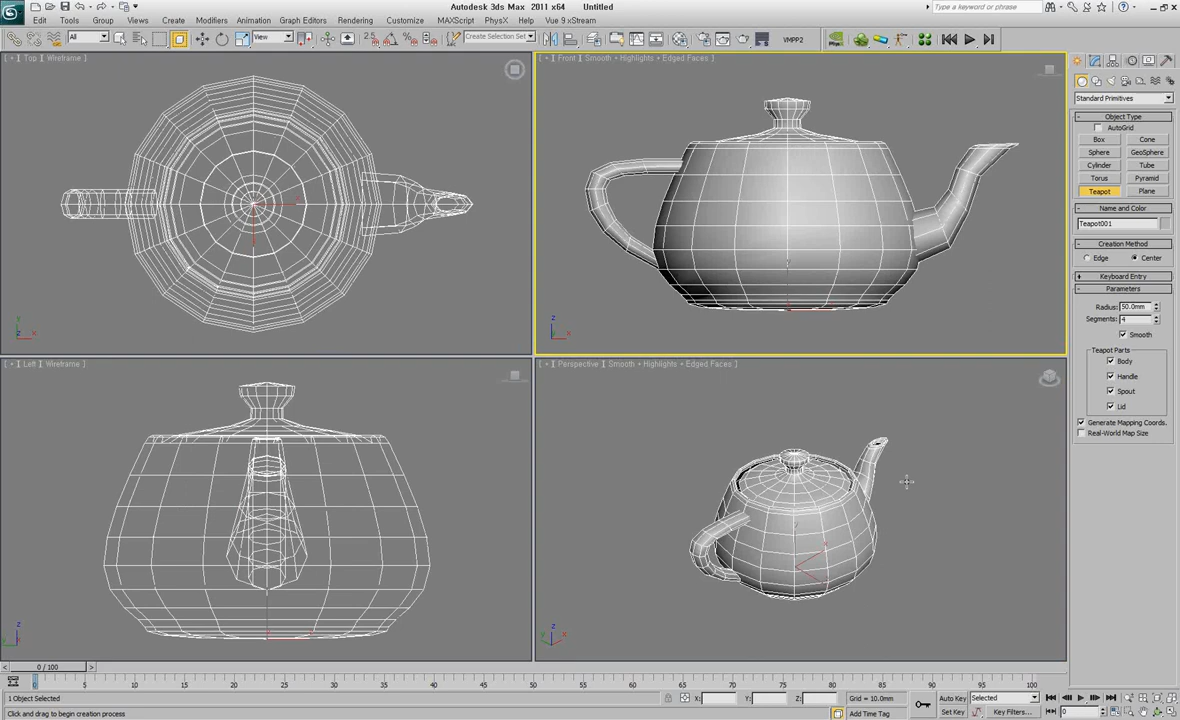 Autodesk 3ds Max 2011 x64 Untitled
Type a keyword or phrase
Edit Tools Group Views Create Modifiers Animation Graph Editors Rendering Customize MAXScript PhysX Help Vue 9 xStream
All View Create Selection Set VMPP2
[ + ] [ Top ] [ Wireframe ]
[ + ] [ Front ] [ Smooth + Highlights + Edged Faces ]
[ + ] [ Left ] [ Wireframe ]
[ + ] [ Perspective ] [ Smooth + Highlights + Edged Faces ]
Standard Primitives
Object Type
AutoGrid
Box Cone
Sphere GeoSphere
Cylinder Tube
Torus Pyramid
Teapot Plane
Name and Color
Teapot001
Creation Method
Edge Center
Keyboard Entry
Parameters
Radius: 50.0mm
Segments: 4
Smooth
Teapot Parts
Body
Handle
Spout
Lid
Generate Mapping Coords.
Real-World Map Size
0 / 100
0 5 10 15 20 25 30 35 40 45 50 55 60 65 70 75 80 85 90 95 100
1 Object Selected X: Y: Z: Grid = 10.0mm Auto Key Selected
Click and drag to begin creation process Add Time Tag Set Key Key Filters... 0